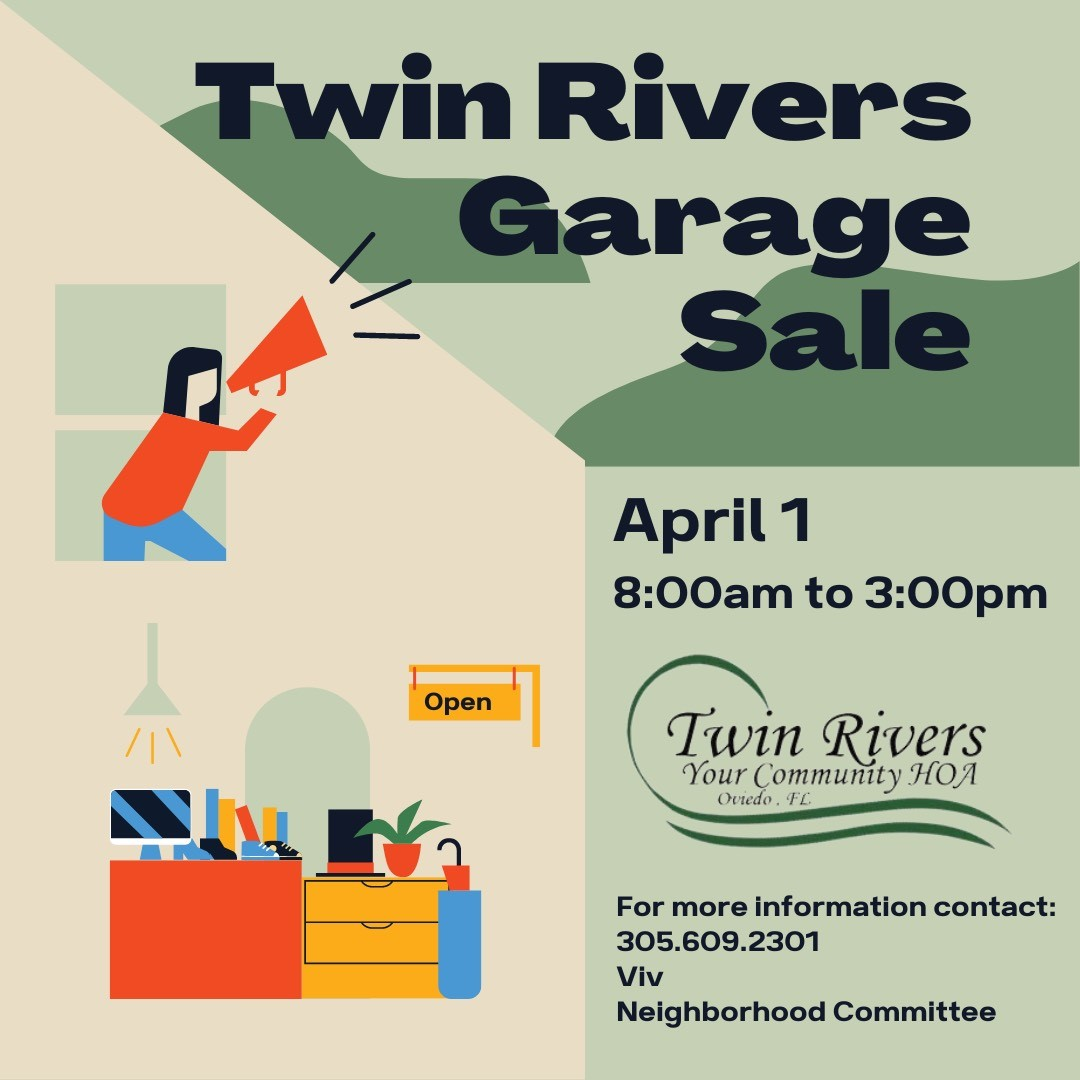 Twin Rivers
Garage
Sale
April 1
8:00am to 3:00pm
Open
Twin Rivers
Your Community HOA
Oviedo . FL
For more information contact:
305.609.2301
Viv
Neighborhood Committee